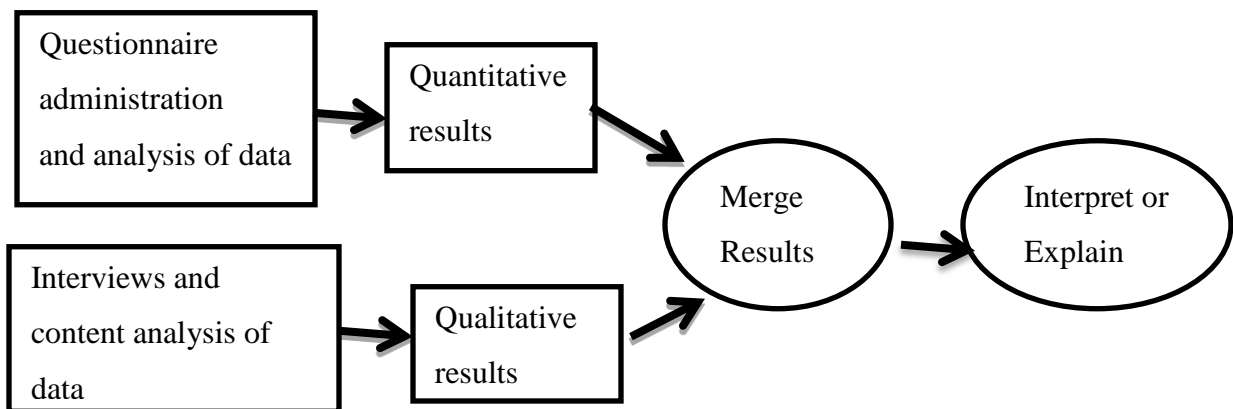 Questionnaire
administration
and analysis of data
Quantitative
results
Interviews and
content analysis of
data
Qualitative
results
Merge
Results
Interpret or
Explain